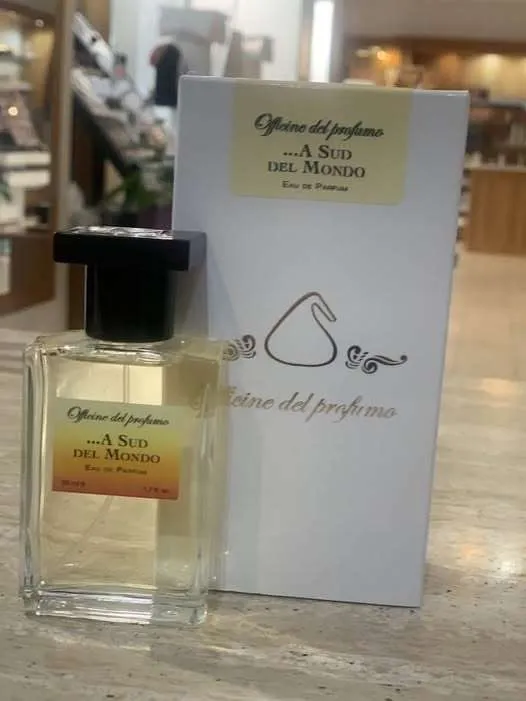 Officine del profumo
...A SUD
DEL MONDO
EAU DE PARFUM
Officine del profumo
Officine del profumo
...A SUD
DEL MONDO
EAU DE PARFUM